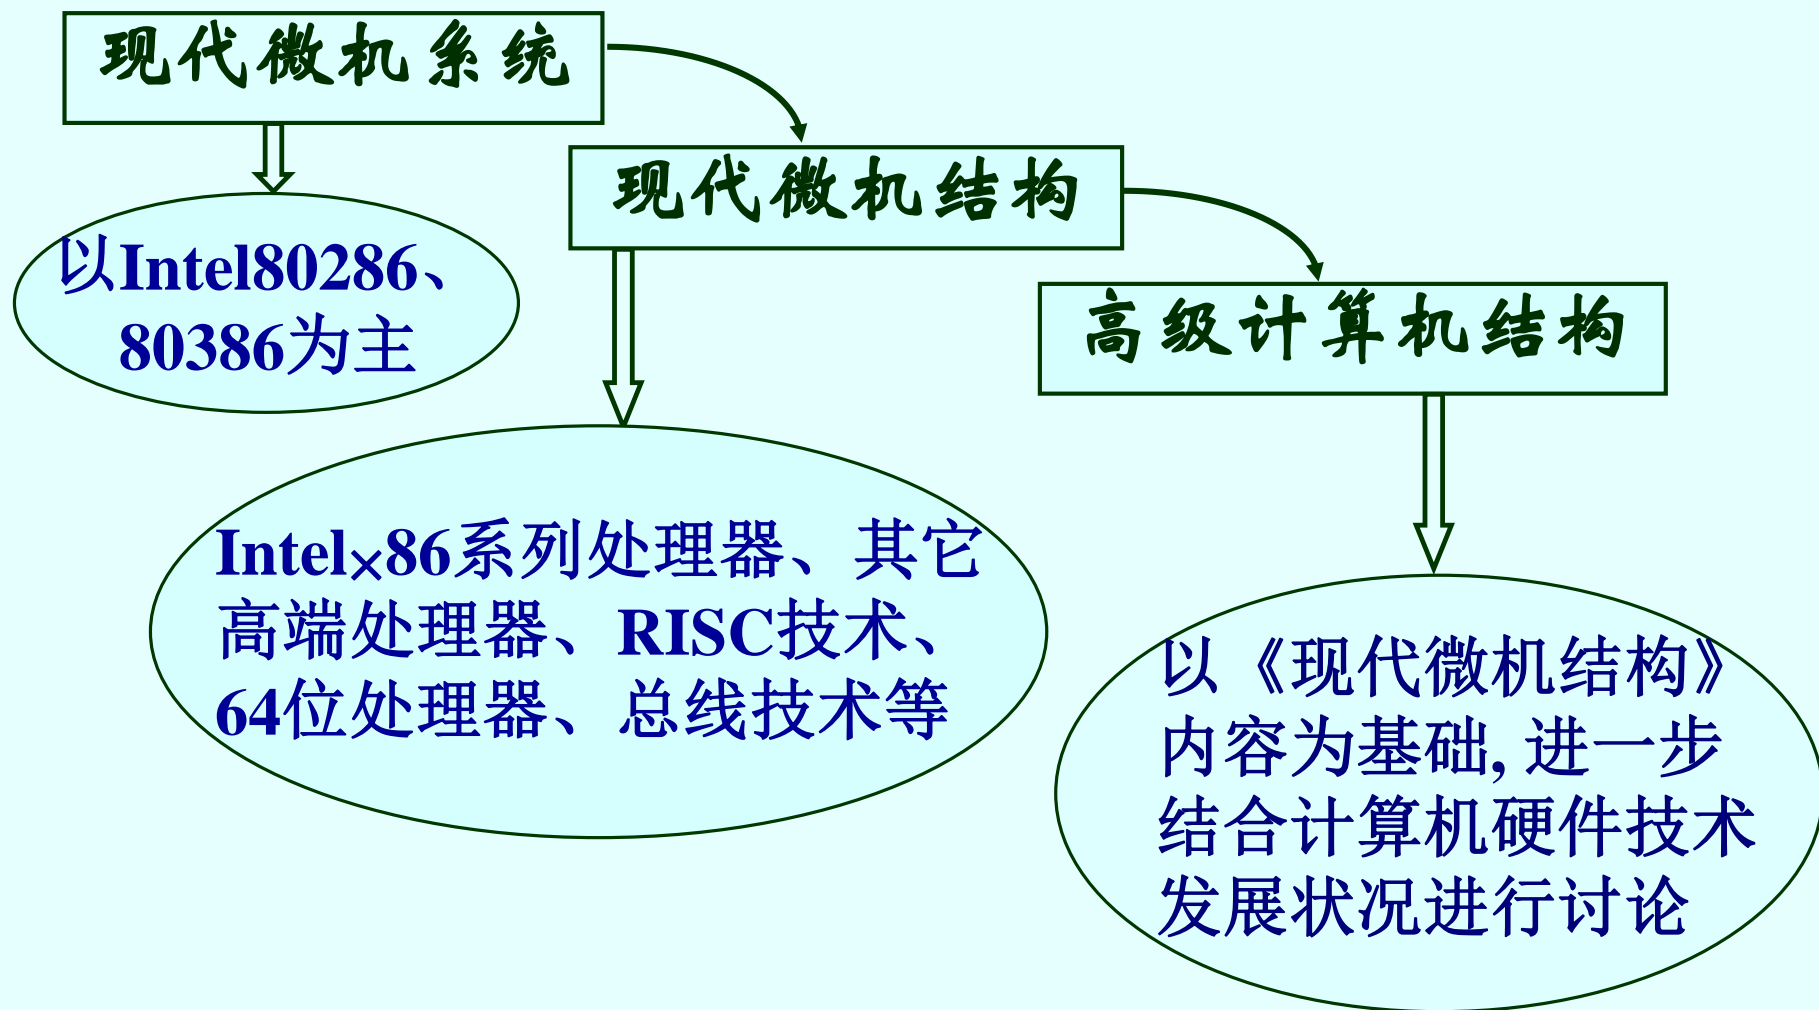 现代微机系统
现代微机结构
以Intel80286、
80386为主
高级计算机结构
Intel×86系列处理器、其它
高端处理器、RISC技术、
64位处理器、总线技术等
以《现代微机结构》
内容为基础, 进一步
结合计算机硬件技术
发展状况进行讨论